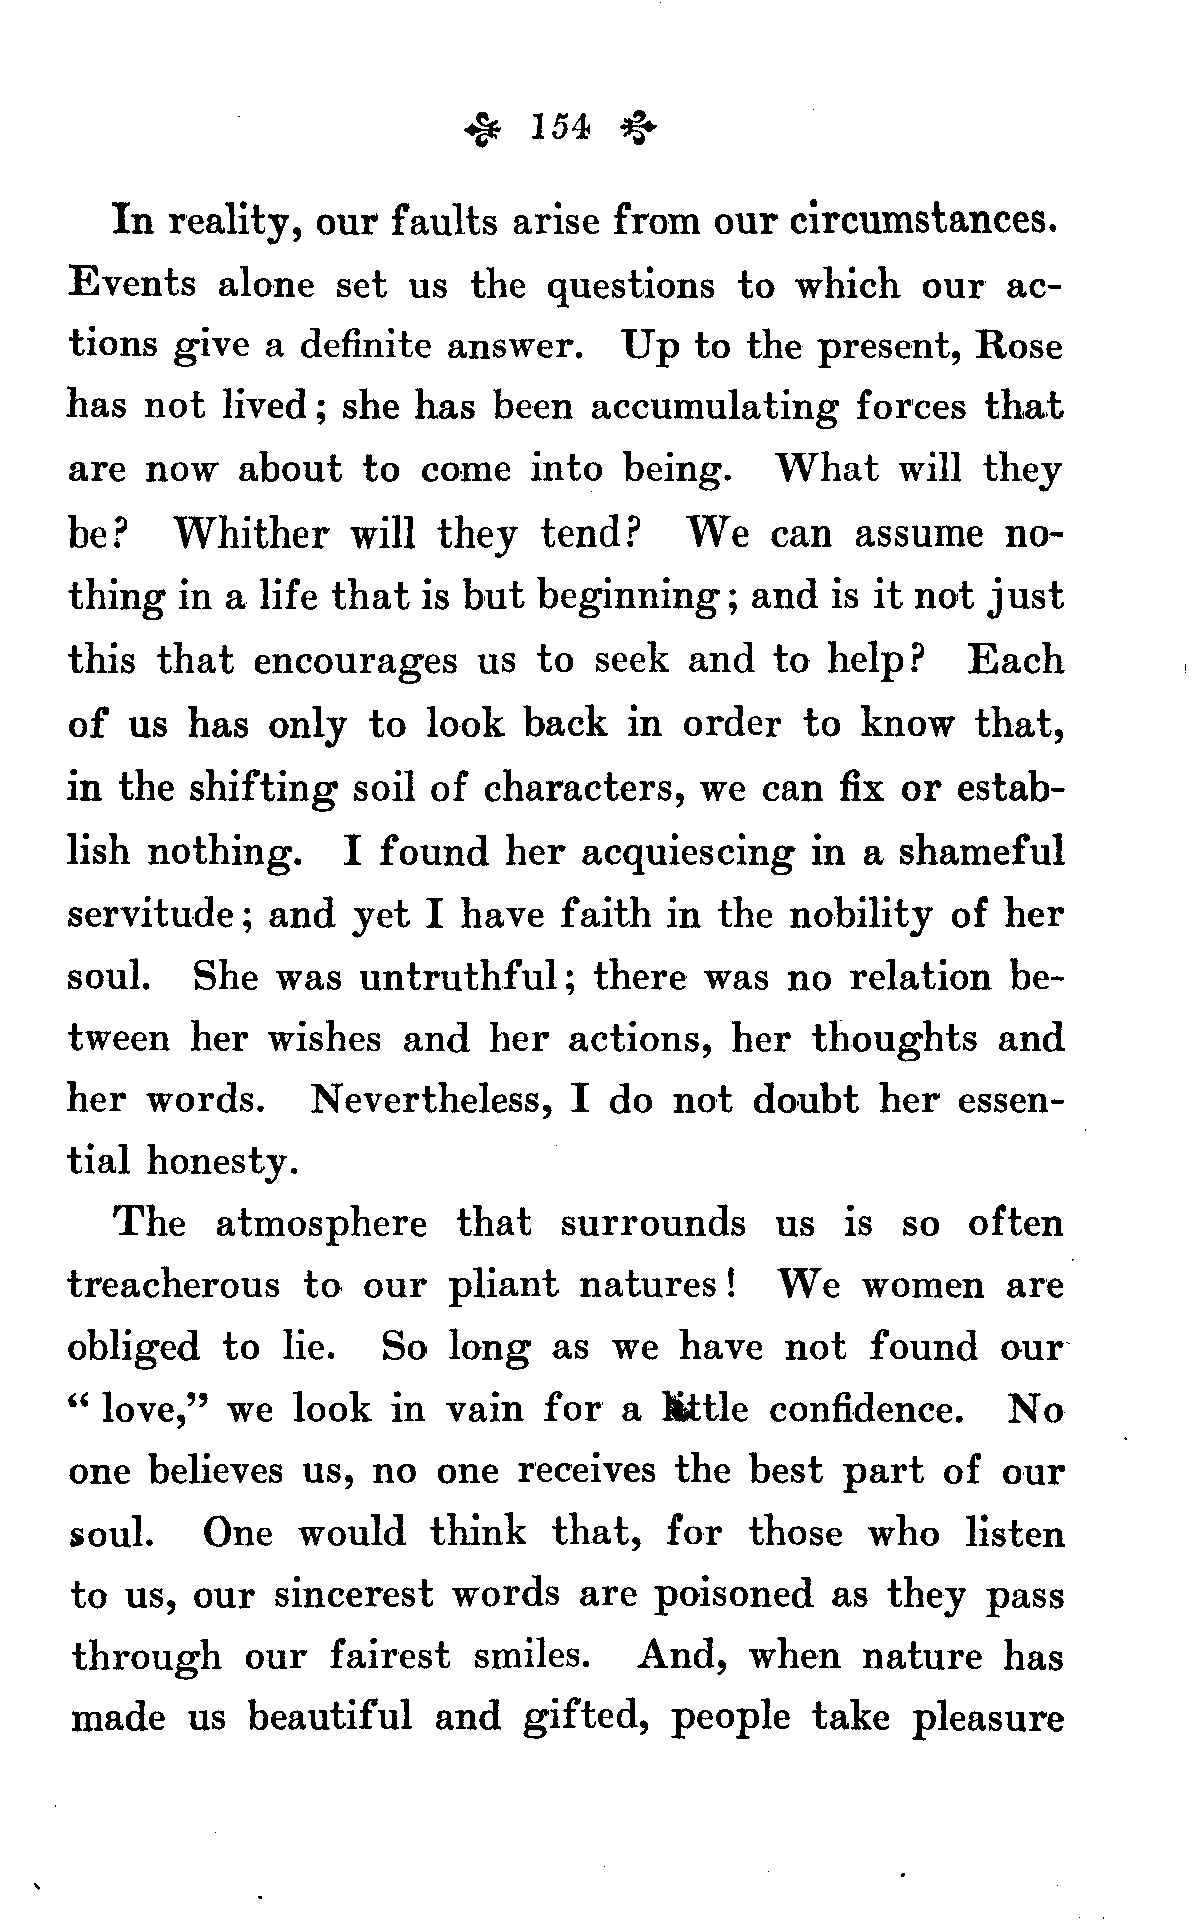 154
In reality, our faults arise from our circumstances.
Events alone set us the questions to which our ac-
tions give a definite answer. Up to the present, Rose
has not lived; she has been accumulating forces that
are now about to come into being. What will they
be? Whither will they tend? We can assume no-
thing in a life that is but beginning; and is it not just
this that encourages us to seek and to help? Each
of us has only to look back in order to know that,
in the shifting soil of characters, we can fix or estab-
lish nothing. I found her acquiescing in a shameful
servitude; and yet I have faith in the nobility of her
soul. She was untruthful; there was no relation be-
tween her wishes and her actions, her thoughts and
her words. Nevertheless, I do not doubt her essen-
tial honesty.
The atmosphere that surrounds us is so often
treacherous to our pliant natures! We women are
obliged to lie. So long as we have not found our
“love,” we look in vain for a little confidence. No
one believes us, no one receives the best part of our
soul. One would think that, for those who listen
to us, our sincerest words are poisoned as they pass
through our fairest smiles. And, when nature has
made us beautiful and gifted, people take pleasure